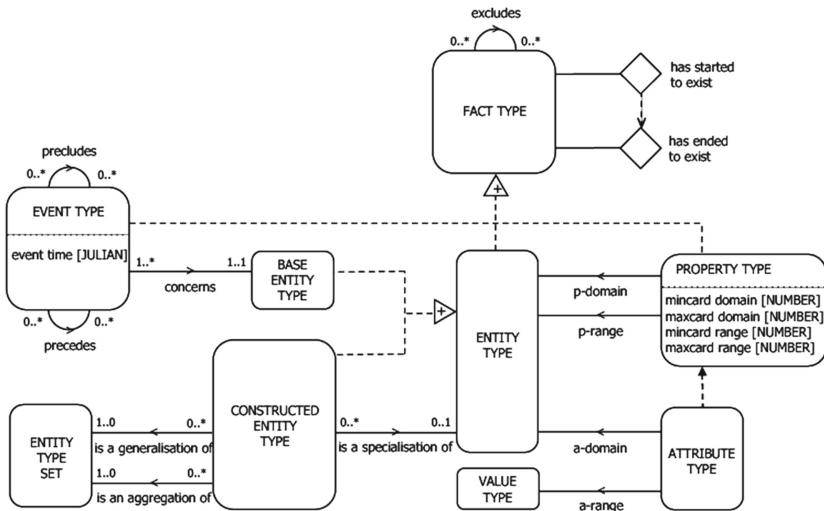 excludes
0..* 0..*
FACT TYPE
has started
to exist
has ended
to exist
+
precludes
0..* 0..*
EVENT TYPE
event time [JULIAN]
0..* 0..*
precedes
1..* 1..1
concerns
BASE
ENTITY
TYPE
+
ENTITY
TYPE
p-domain
p-range
PROPERTY TYPE
mincard domain [NUMBER]
maxcard domain [NUMBER]
mincard range [NUMBER]
maxcard range [NUMBER]
ENTITY
TYPE
SET
1..0 0..*
is a generalisation of
1..0 0..*
is an aggregation of
CONSTRUCTED
ENTITY
TYPE
0..* 0..1
is a specialisation of
a-domain
ATTRIBUTE
TYPE
VALUE
TYPE
a-range